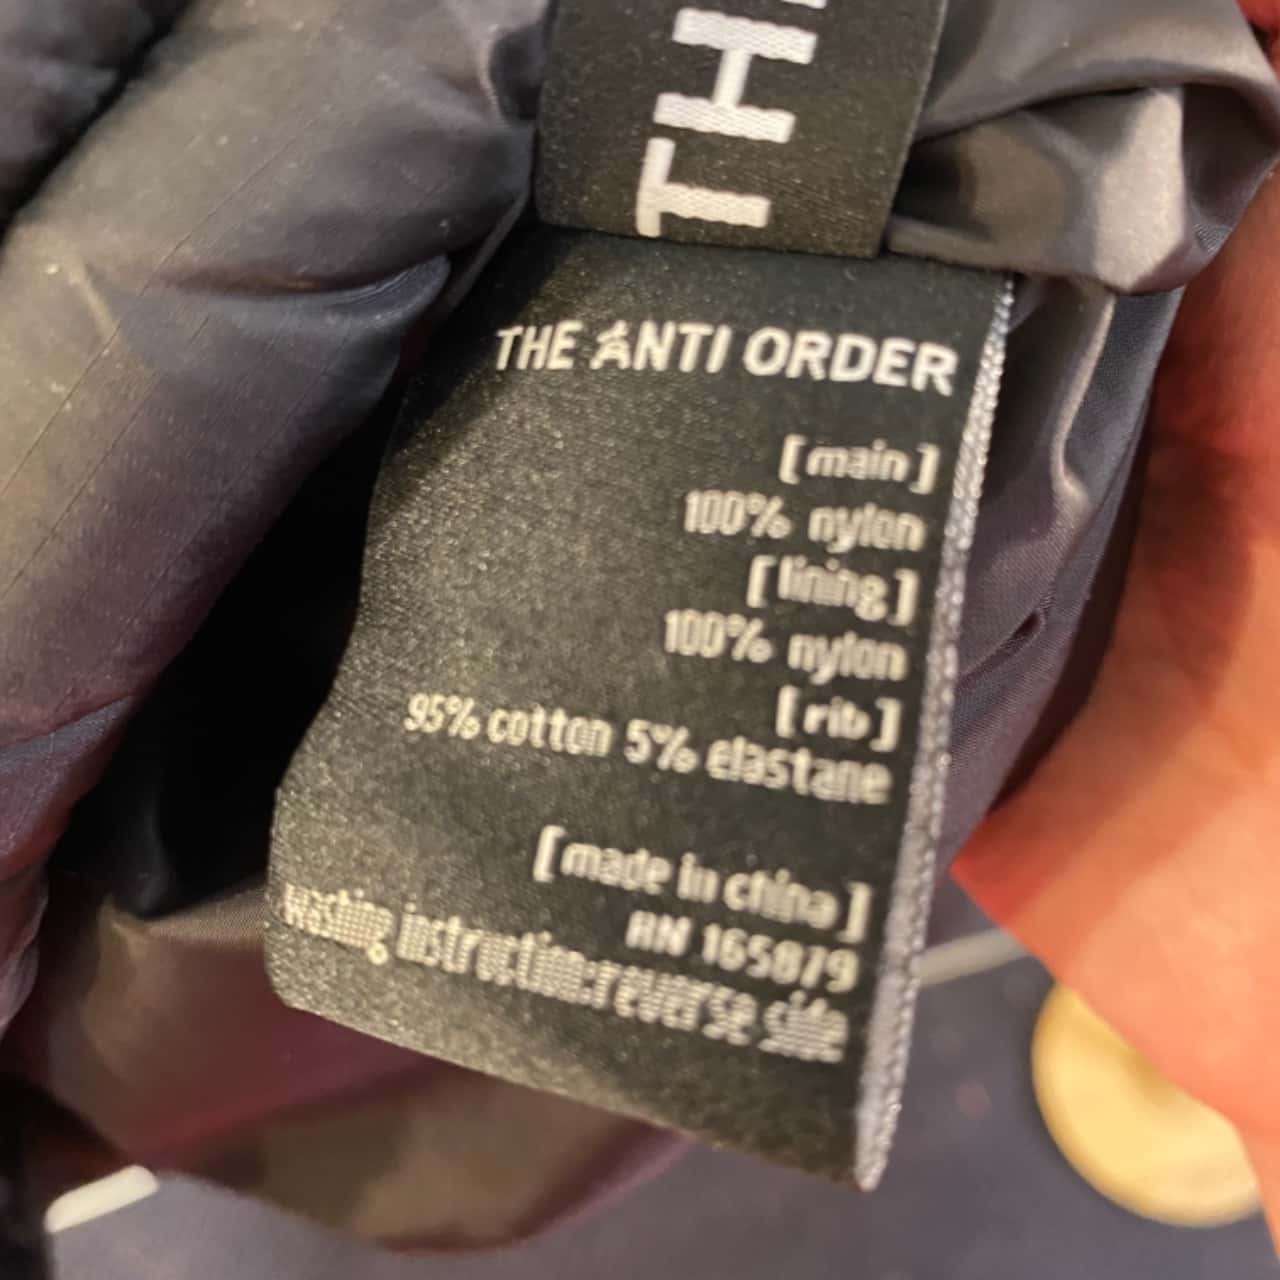 TH
THE ANTI ORDER
[ main ]
100% nylon
[ lining ]
100% nylon
[ rib ]
95% cotton 5% elastane
[ made in china ]
RN 165879
washing instruction:reverse side